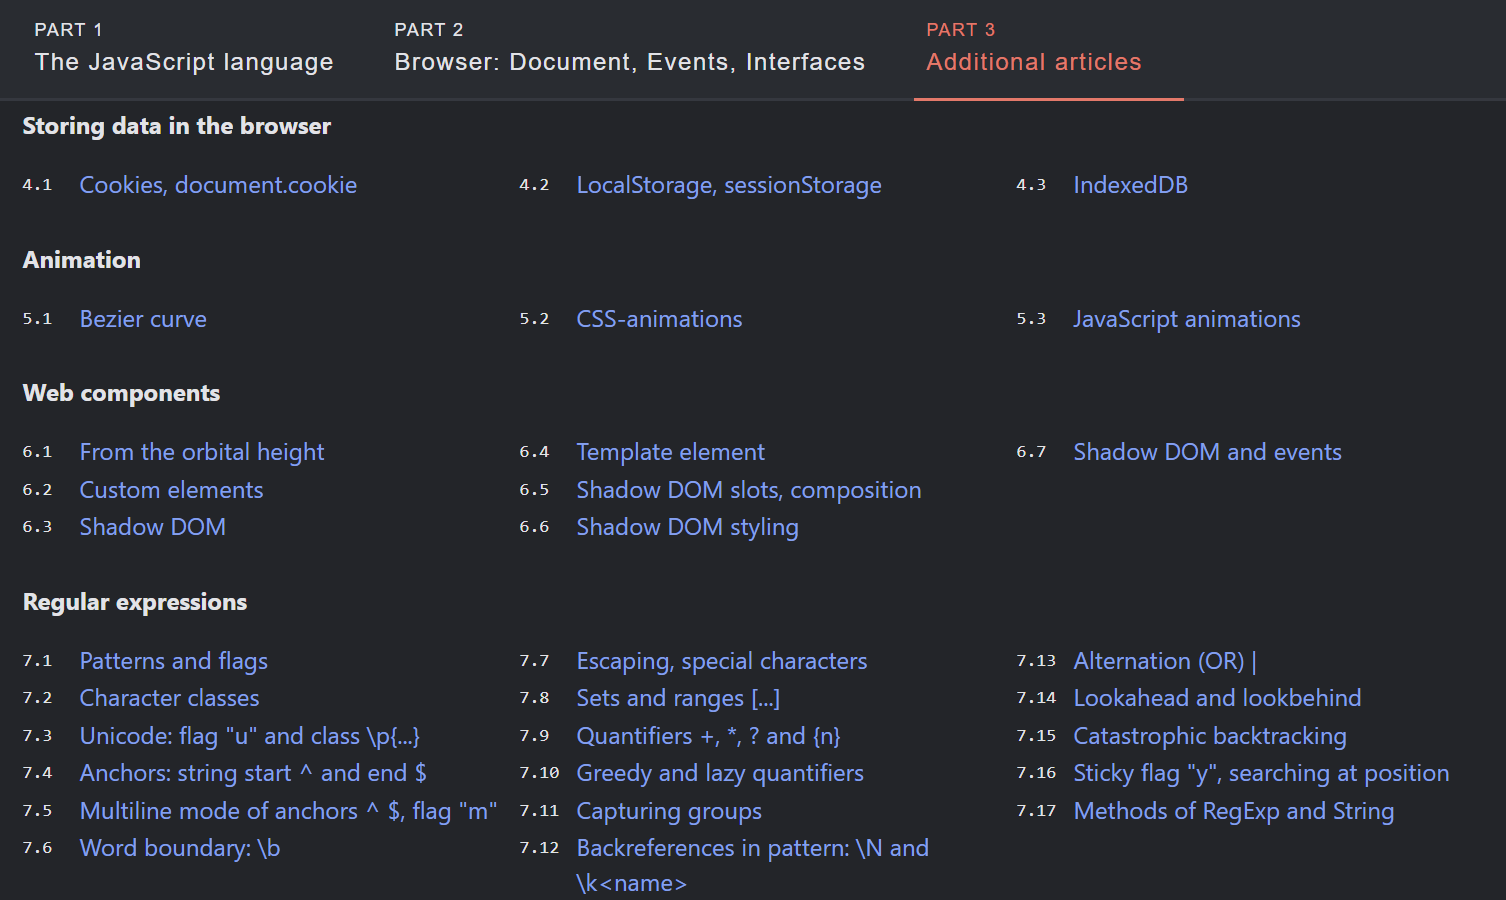 PART 1
The JavaScript language
PART 2
Browser: Document, Events, Interfaces
PART 3
Additional articles
Storing data in the browser
4.1 Cookies, document.cookie
4.2 LocalStorage, sessionStorage
4.3 IndexedDB
Animation
5.1 Bezier curve
5.2 CSS-animations
5.3 JavaScript animations
Web components
6.1 From the orbital height
6.2 Custom elements
6.3 Shadow DOM
6.4 Template element
6.5 Shadow DOM slots, composition
6.6 Shadow DOM styling
6.7 Shadow DOM and events
Regular expressions
7.1 Patterns and flags
7.2 Character classes
7.3 Unicode: flag "u" and class \p{...}
7.4 Anchors: string start ^ and end $
7.5 Multiline mode of anchors ^ $, flag "m"
7.6 Word boundary: \b
7.7 Escaping, special characters
7.8 Sets and ranges [...]
7.9 Quantifiers +, *, ? and {n}
7.10 Greedy and lazy quantifiers
7.11 Capturing groups
7.12 Backreferences in pattern: \N and
\k<name>
7.13 Alternation (OR) |
7.14 Lookahead and lookbehind
7.15 Catastrophic backtracking
7.16 Sticky flag "y", searching at position
7.17 Methods of RegExp and String